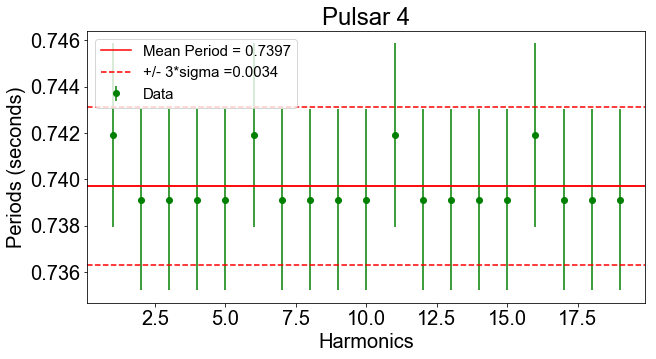 Pulsar 4
Mean Period = 0.7397
+/- 3*sigma =0.0034
Data
Periods (seconds)
0.746
0.744
0.742
0.740
0.738
0.736
2.5 5.0 7.5 10.0 12.5 15.0 17.5
Harmonics